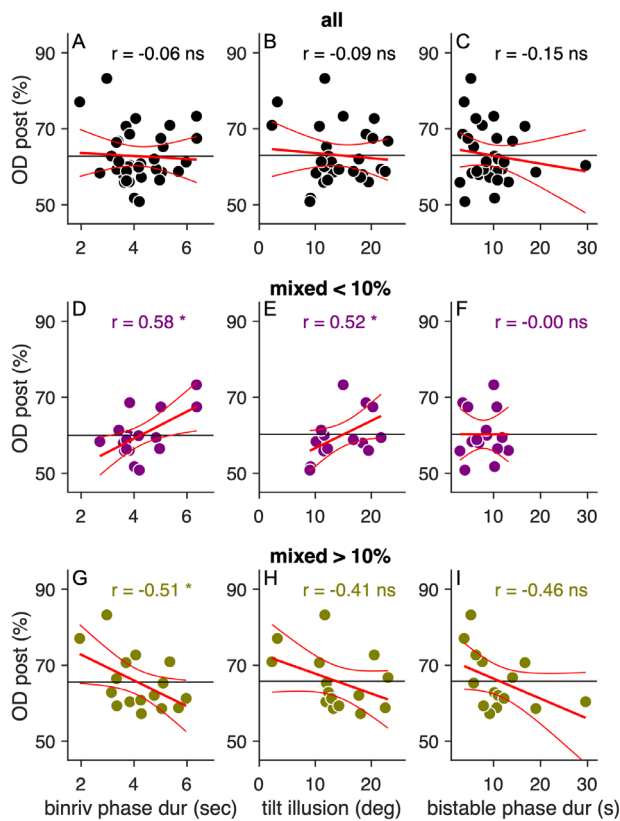 all
A
r = -0.06 ns
B
r = -0.09 ns
C
r = -0.15 ns
OD post (%)
90
70
50
2 4 6
90
70
50
0 10 20
90
70
50
0 10 20 30
mixed < 10%
D
r = 0.58 *
E
r = 0.52 *
F
r = -0.00 ns
OD post (%)
90
70
50
2 4 6
90
70
50
0 10 20
90
70
50
0 10 20 30
mixed > 10%
G
r = -0.51 *
H
r = -0.41 ns
I
r = -0.46 ns
OD post (%)
90
70
50
2 4 6
90
70
50
0 10 20
90
70
50
0 10 20 30
binriv phase dur (sec)
tilt illusion (deg)
bistable phase dur (s)